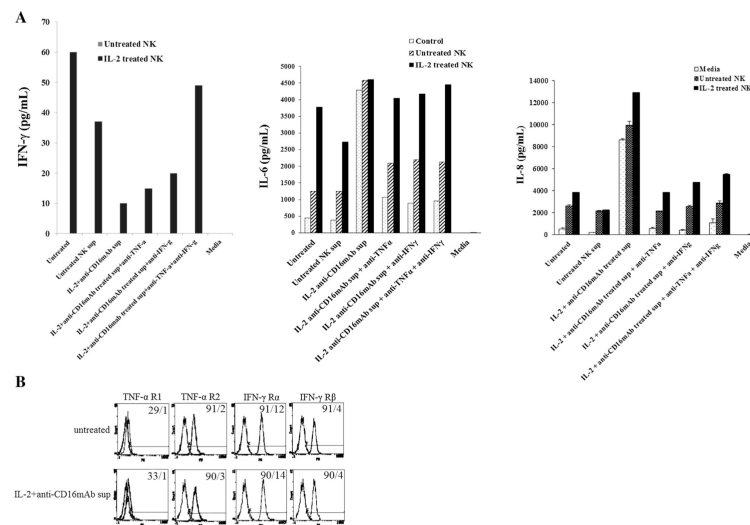 A
70
60
50
40
30
20
10
0
IFN-γ (pg/mL)
Untreated NK
IL-2 treated NK
Untreated
Untreated NK sup
IL-2+anti-CD16mAb sup
IL-2+anti-CD16mAb treated sup+anti-TNF-a
IL-2+anti-CD16mAb treated sup+anti-IFN-g
IL-2+anti-CD16mab treated sup+anti-TNF-a+anti-IFN-g
Media
5000
4500
4000
3500
3000
2500
2000
1500
1000
500
0
IL-6 (pg/mL)
Control
Untreated NK
IL-2 treated NK
Untreated
Untreated NK sup
IL-2 anti-CD16mAb sup
IL-2 anti-CD16mAb sup + anti-TNFα
IL-2 anti-CD16mAb sup + anti-IFNγ
IL-2 anti-CD16mAb sup + anti-TNFα + anti-IFNγ
Media
14000
12000
10000
8000
6000
4000
2000
0
IL-8 (pg/mL)
Media
Untreated NK
IL-2 treated NK
Untreated
Untreated NK sup
IL-2 + anti-CD16mAb treated sup
IL-2 + anti-CD16mAb treated sup + anti-TNFa
IL-2 + anti-CD16mAb treated sup + anti-IFNg
IL-2 + anti-CD16mAb treated sup + anti-TNFa + anti-IFNg
Media
B
TNF-α R1 TNF-α R2 IFN-γ Rα IFN-γ Rβ
untreated
29/1 91/2 91/12 91/4
IL-2+anti-CD16mAb sup
33/1 90/3 90/14 90/4